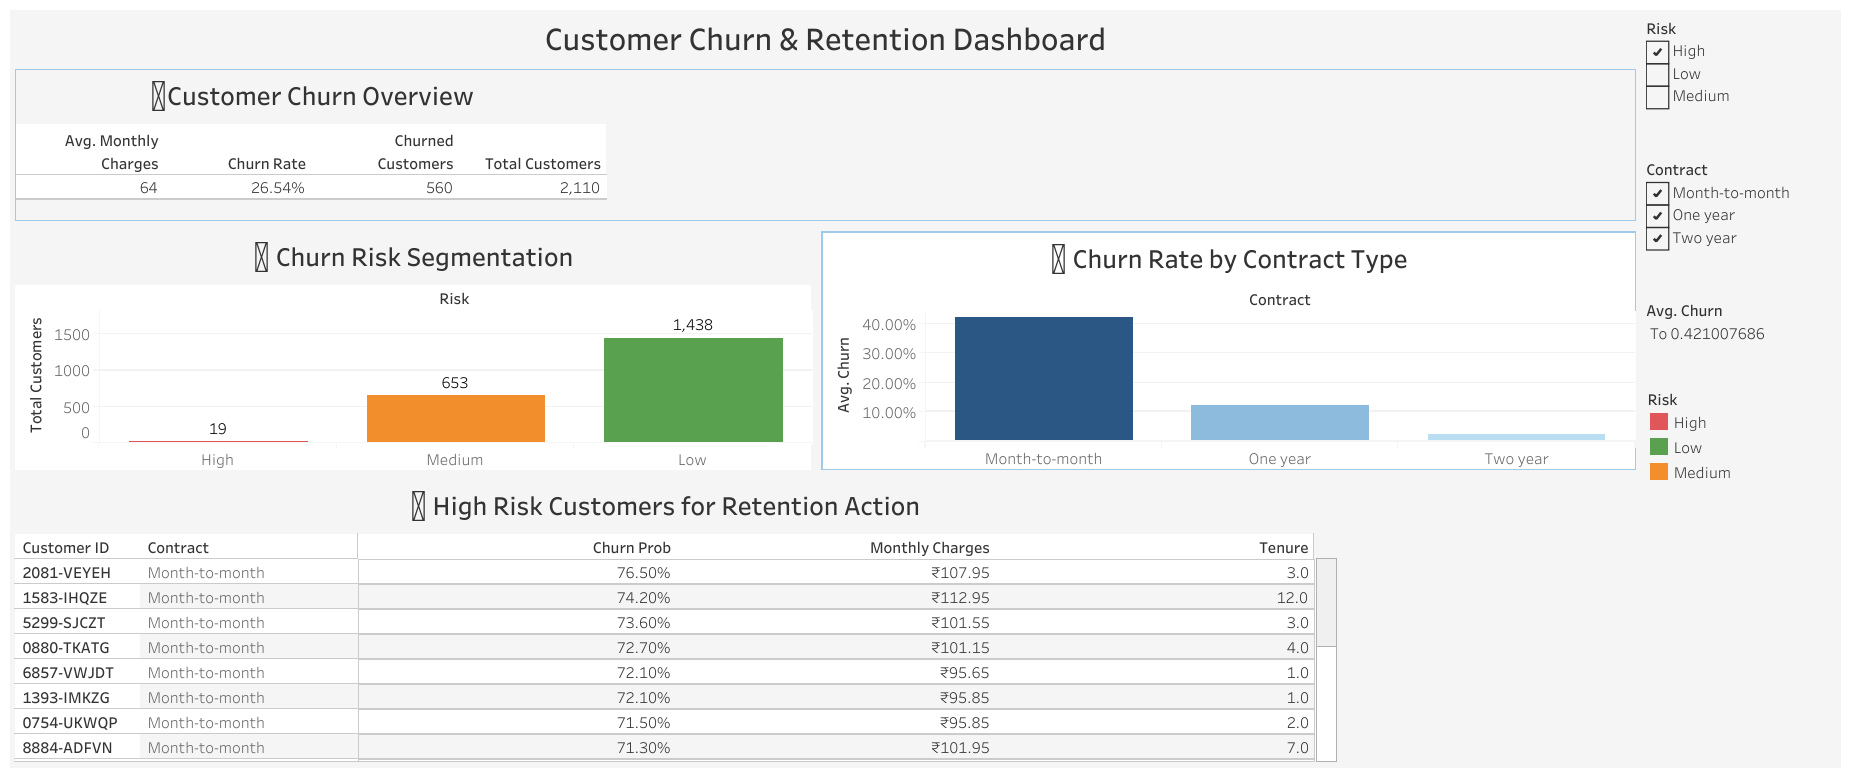 Customer Churn & Retention Dashboard
Customer Churn Overview
Avg. Monthly Charges Churn Rate Churned Customers Total Customers
64 26.54% 560 2,110
Churn Risk Segmentation
Risk
Total Customers
1500
1000
500
0
19
653
1,438
High Medium Low
Churn Rate by Contract Type
Contract
Avg. Churn
40.00%
30.00%
20.00%
10.00%
Month-to-month One year Two year
High Risk Customers for Retention Action
Customer ID Contract Churn Prob Monthly Charges Tenure
2081-VEYEH Month-to-month 76.50% ₹107.95 3.0
1583-IHQZE Month-to-month 74.20% ₹112.95 12.0
5299-SJCZT Month-to-month 73.60% ₹101.55 3.0
0880-TKATG Month-to-month 72.70% ₹101.15 4.0
6857-VWJDT Month-to-month 72.10% ₹95.65 1.0
1393-IMKZG Month-to-month 72.10% ₹95.85 1.0
0754-UKWQP Month-to-month 71.50% ₹95.85 2.0
8884-ADFVN Month-to-month 71.30% ₹101.95 7.0
Risk
High
Low
Medium
Contract
Month-to-month
One year
Two year
Avg. Churn
To 0.421007686
Risk
High
Low
Medium